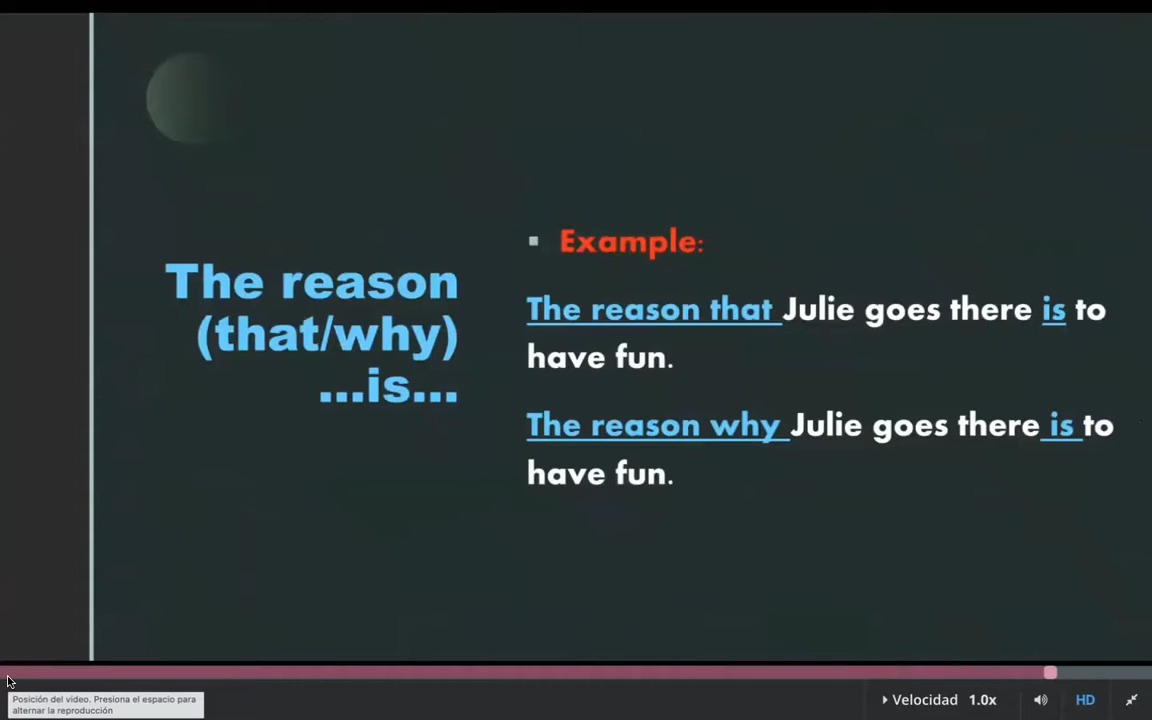 The reason
(that/why)
...is...
Example:
The reason that Julie goes there is to
have fun.
The reason why Julie goes there is to
have fun.
Posición del video. Presiona el espacio para
alternar la reproducción
Velocidad 1.0x
HD